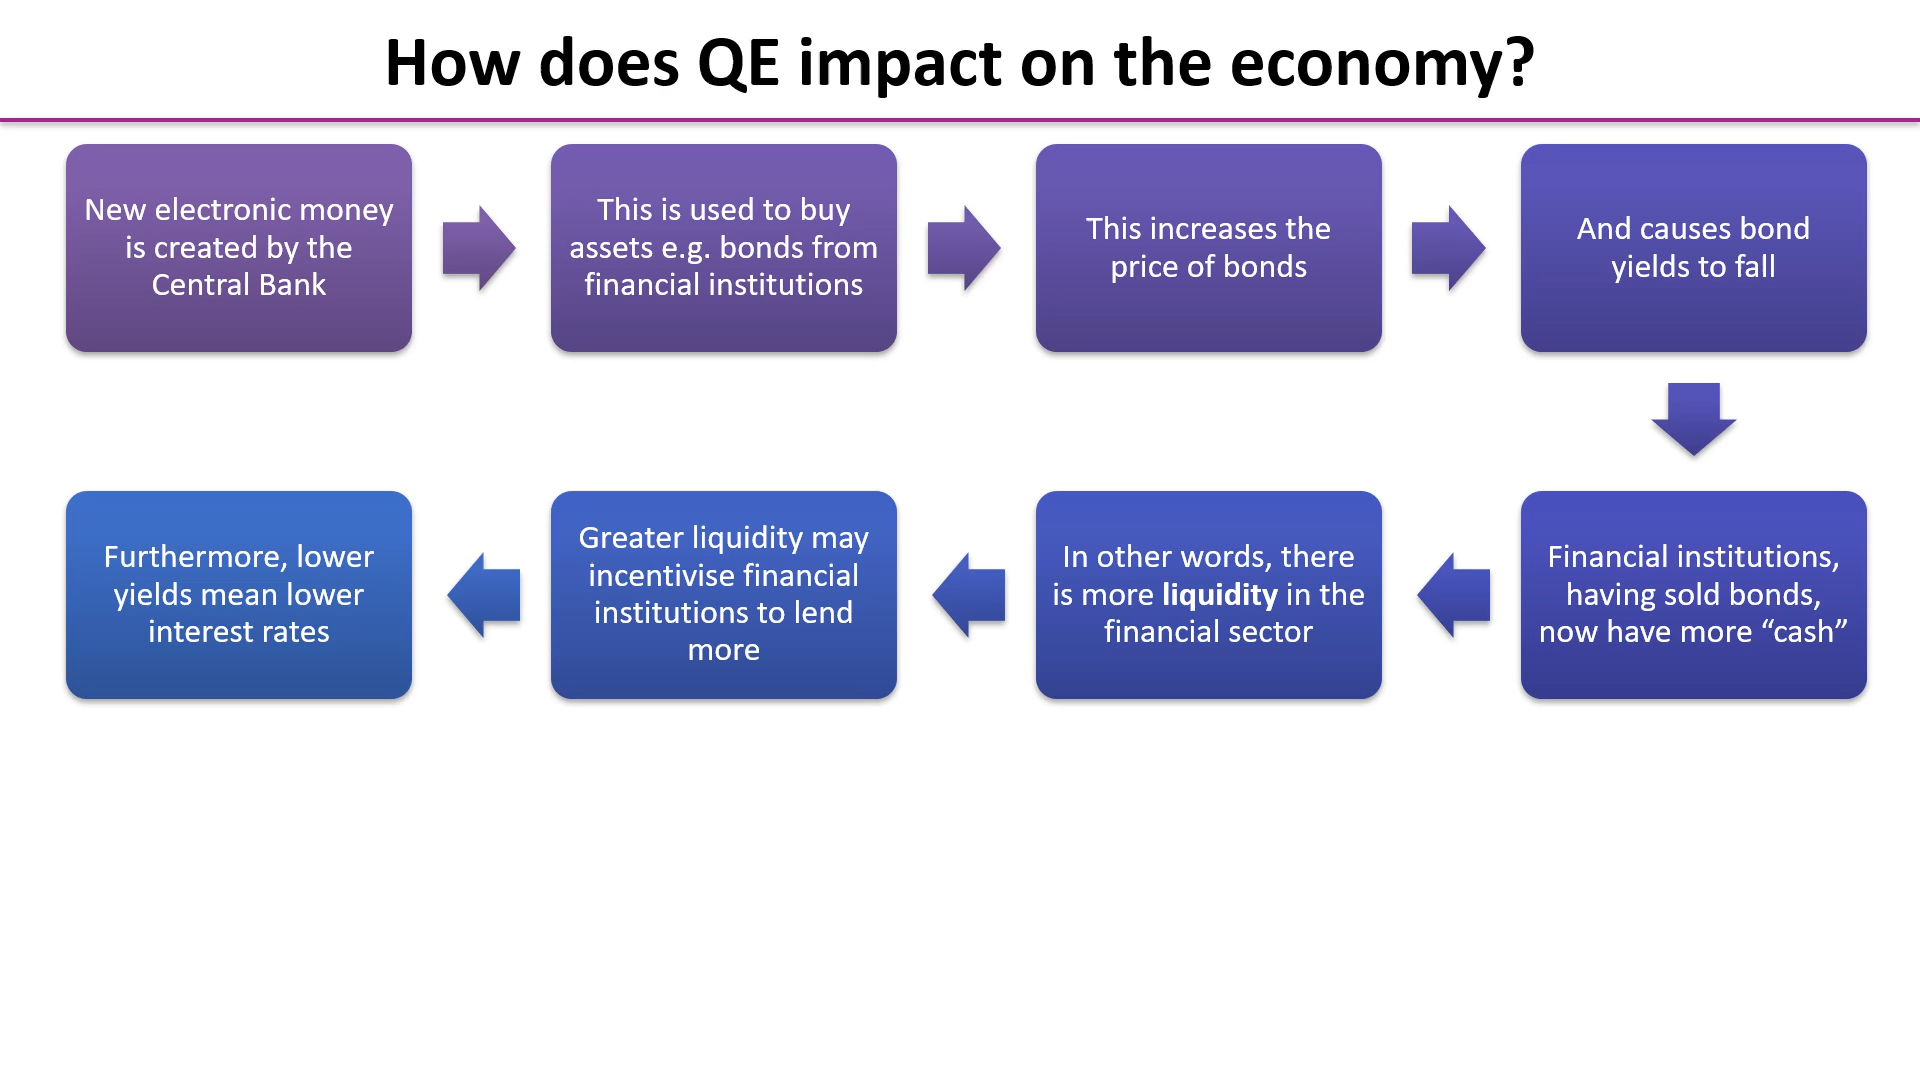 How does QE impact on the economy?
New electronic money
is created by the
Central Bank
This is used to buy
assets e.g. bonds from
financial institutions
This increases the
price of bonds
And causes bond
yields to fall
Financial institutions,
having sold bonds,
now have more “cash”
In other words, there
is more liquidity in the
financial sector
Greater liquidity may
incentivise financial
institutions to lend
more
Furthermore, lower
yields mean lower
interest rates